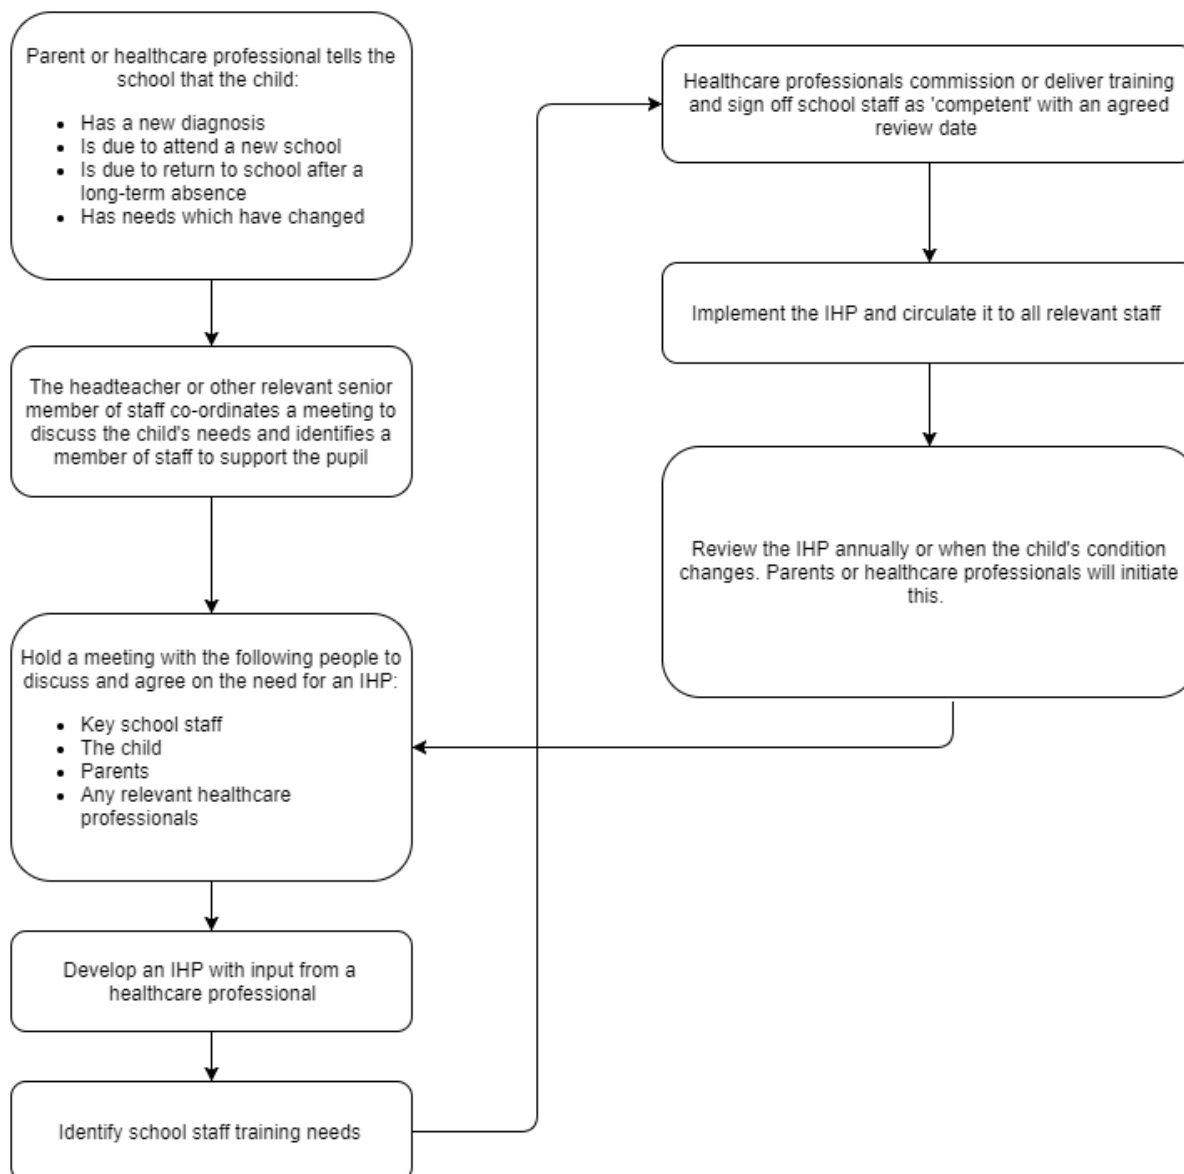 Parent or healthcare professional tells the
school that the child:
• Has a new diagnosis
• Is due to attend a new school
• Is due to return to school after a
long-term absence
• Has needs which have changed
The headteacher or other relevant senior
member of staff co-ordinates a meeting to
discuss the child's needs and identifies a
member of staff to support the pupil
Hold a meeting with the following people to
discuss and agree on the need for an IHP:
• Key school staff
• The child
• Parents
• Any relevant healthcare
professionals
Develop an IHP with input from a
healthcare professional
Identify school staff training needs
Healthcare professionals commission or deliver training
and sign off school staff as 'competent' with an agreed
review date
Implement the IHP and circulate it to all relevant staff
Review the IHP annually or when the child's condition
changes. Parents or healthcare professionals will initiate
this.